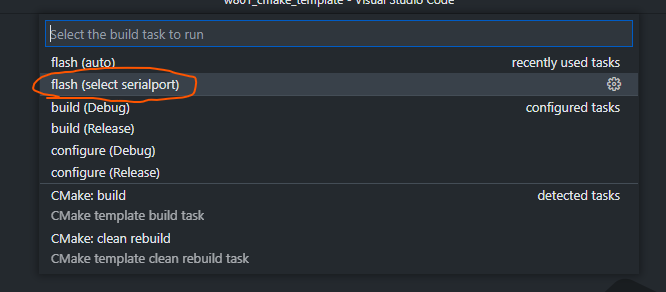 w801_cmake_template - Visual Studio Code
Select the build task to run
flash (auto) recently used tasks
flash (select serialport)
build (Debug) configured tasks
build (Release)
configure (Debug)
configure (Release)
CMake: build detected tasks
CMake template build task
CMake: clean rebuild
CMake template clean rebuild task